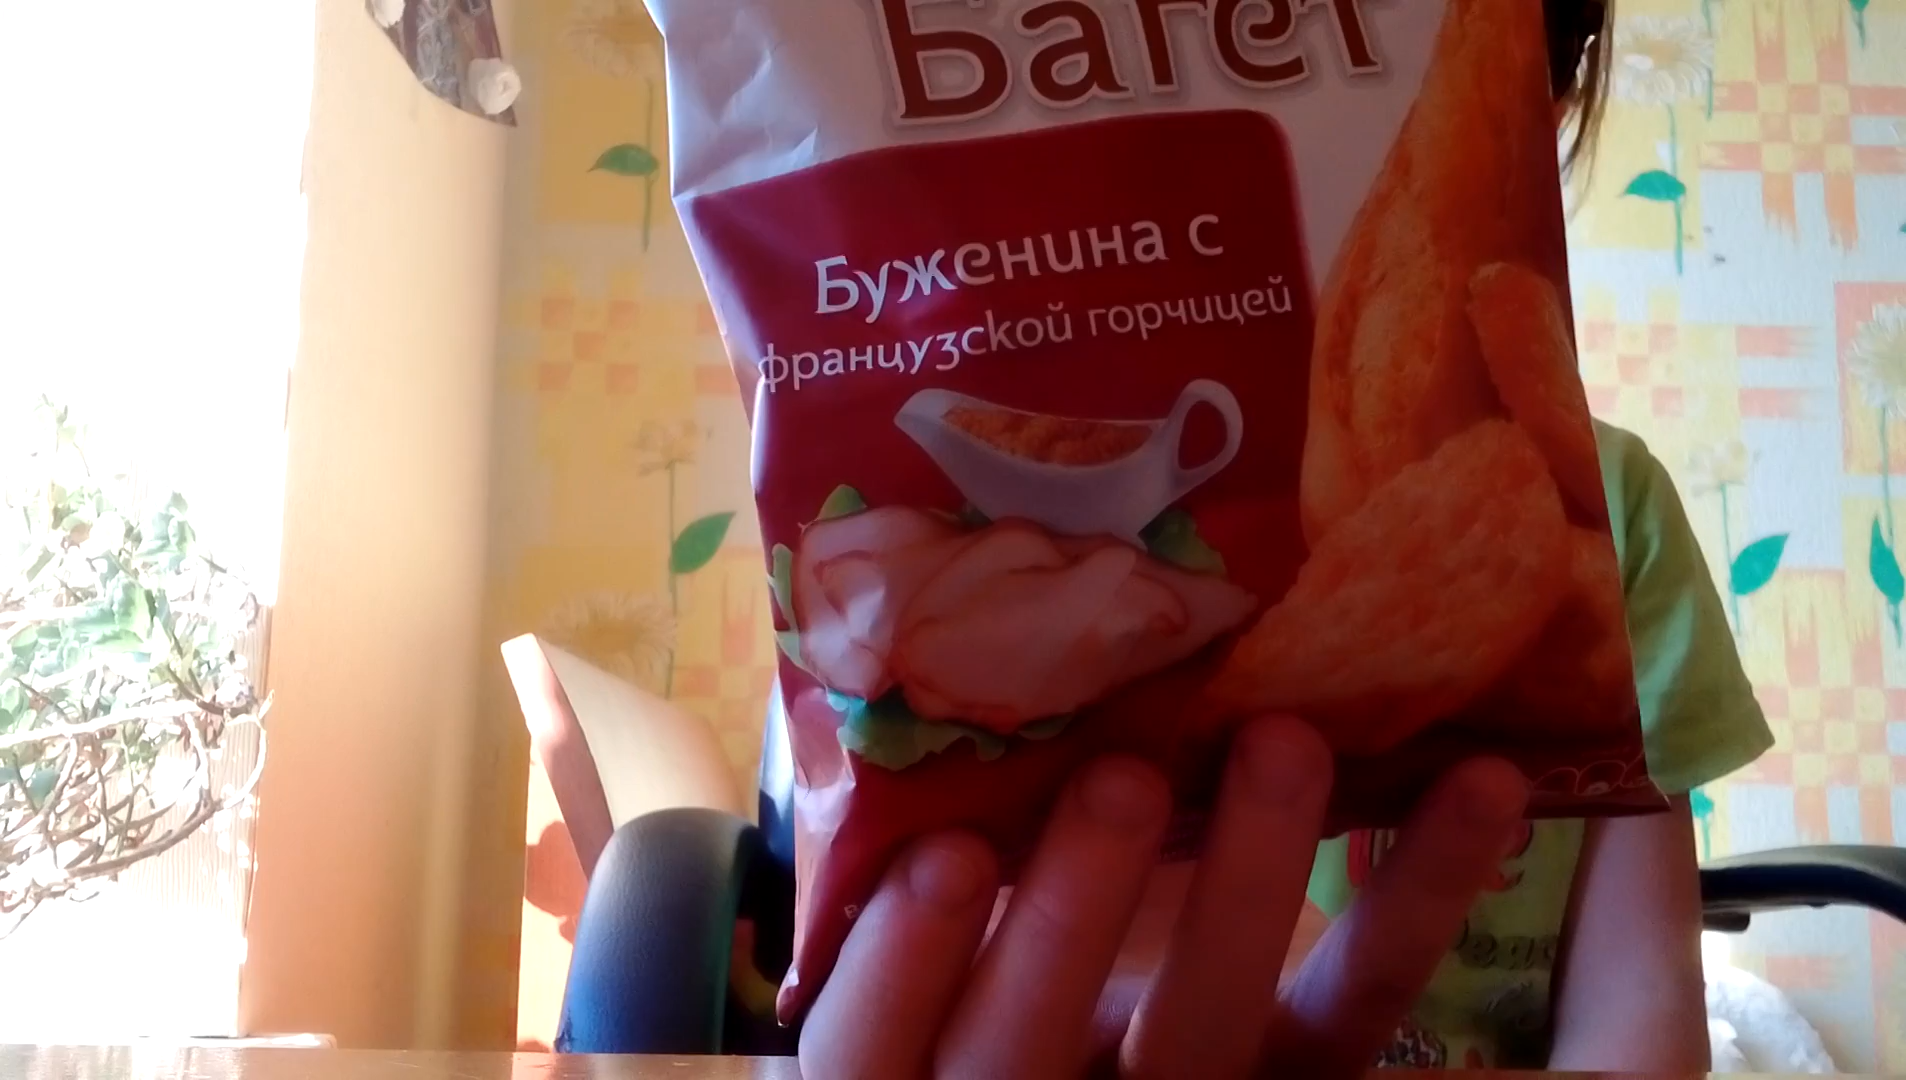 Багет
Буженина с
французской горчицей